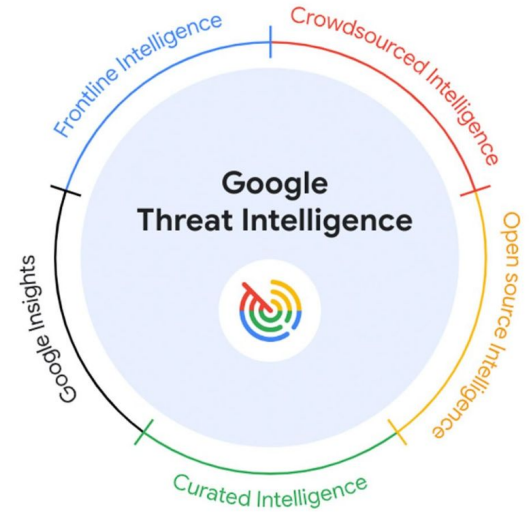 Frontline Intelligence
Crowdsourced Intelligence
Google
Threat Intelligence
Open source Intelligence
Google Insights
Curated Intelligence